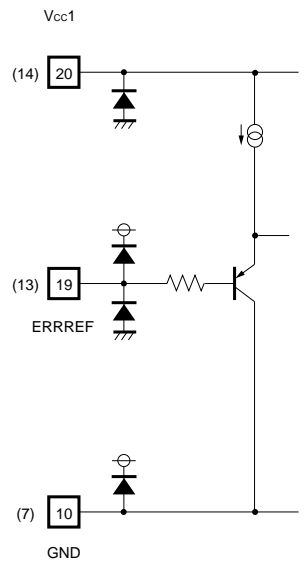 Vcc1
(14) 20
(13) 19
ERRREF
(7) 10
GND